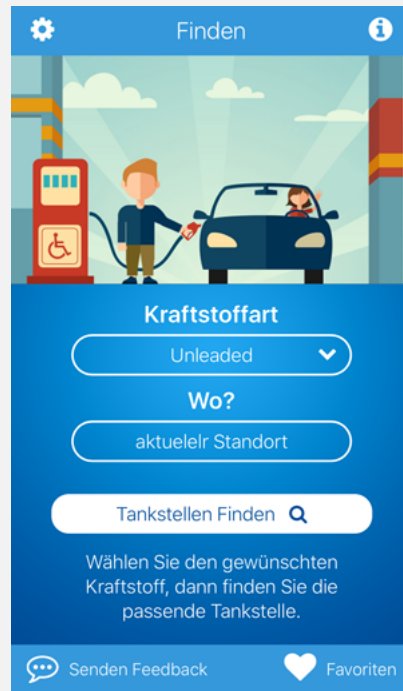 Finden
Kraftstoffart
Unleaded
Wo?
aktuelelr Standort
Tankstellen Finden
Wählen Sie den gewünschten
Kraftstoff, dann finden Sie die
passende Tankstelle.
Senden Feedback
Favoriten